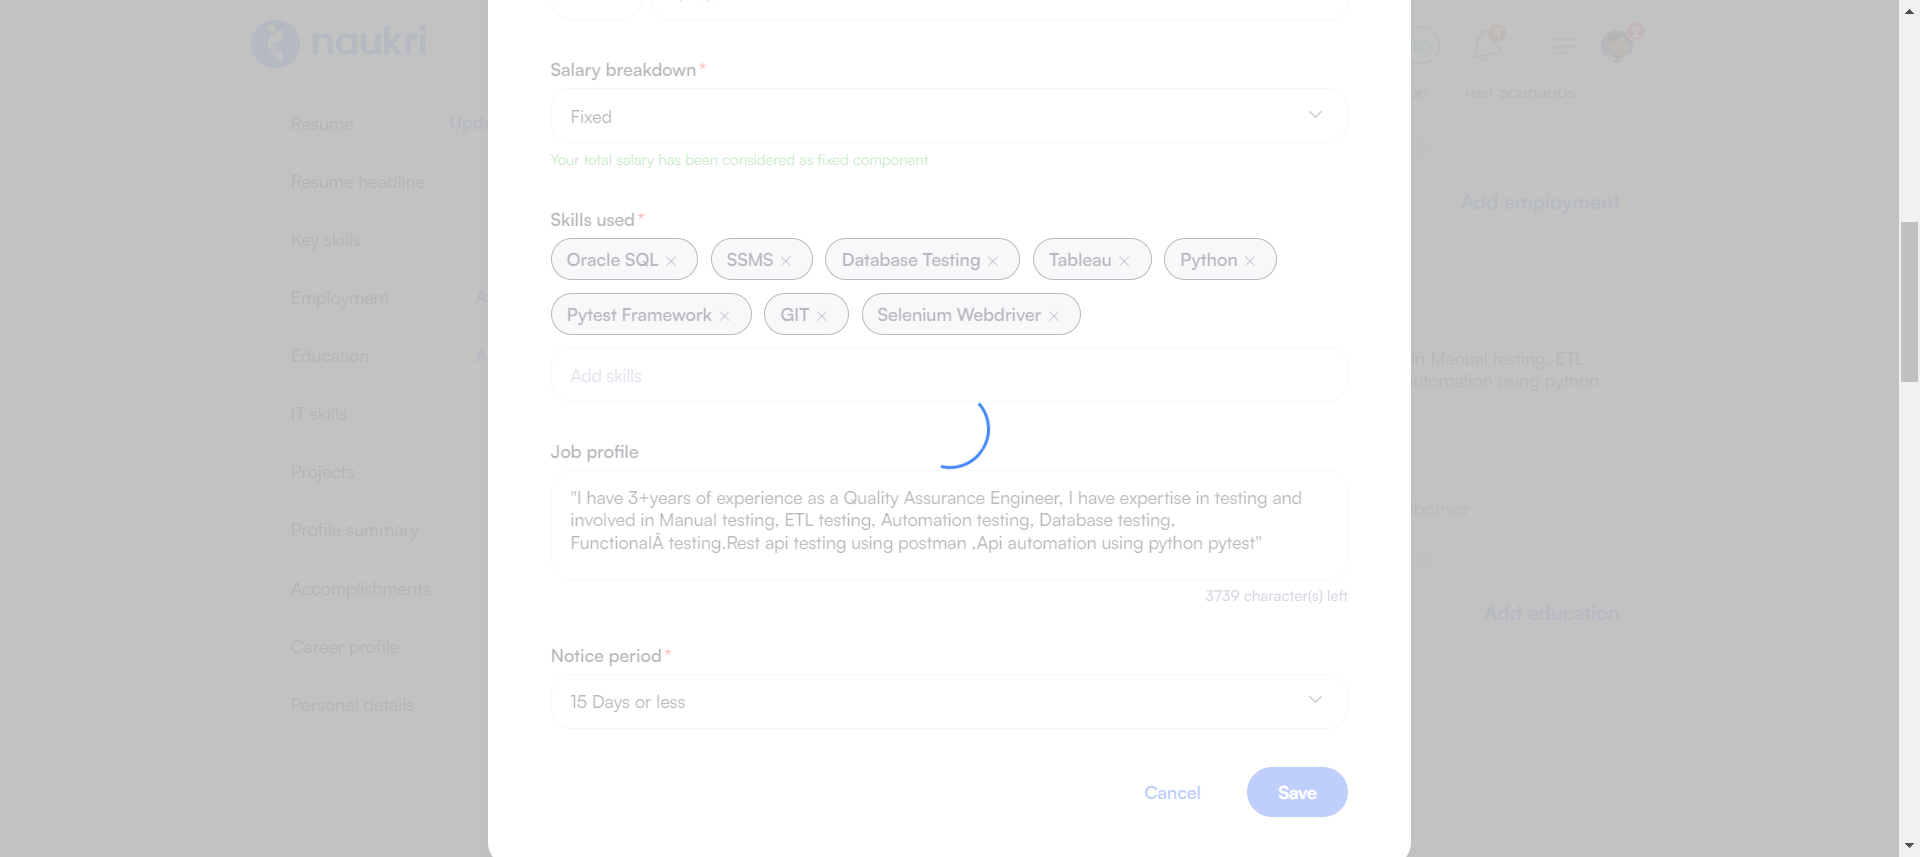 naukri
60
4
2
on Test Scenarios
Salary breakdown*
Fixed
Your total salary has been considered as fixed component
Resume Upda
Resume headline
Key skills
Employment A
Education A
IT skills
Projects
Profile summary
Accomplishments
Career profile
Personal details
Skills used*
Oracle SQL × SSMS × Database Testing × Tableau × Python ×
Pytest Framework × GIT × Selenium Webdriver ×
Add skills
Job profile
"I have 3+years of experience as a Quality Assurance Engineer, I have expertise in testing and
involved in Manual testing, ETL testing, Automation testing, Database testing,
FunctionalÂ testing.Rest api testing using postman ,Api automation using python pytest"
3739 character(s) left
Notice period*
15 Days or less
Cancel Save
Add employment
in Manual testing, ETL
utomation using python
bdriver
Add education